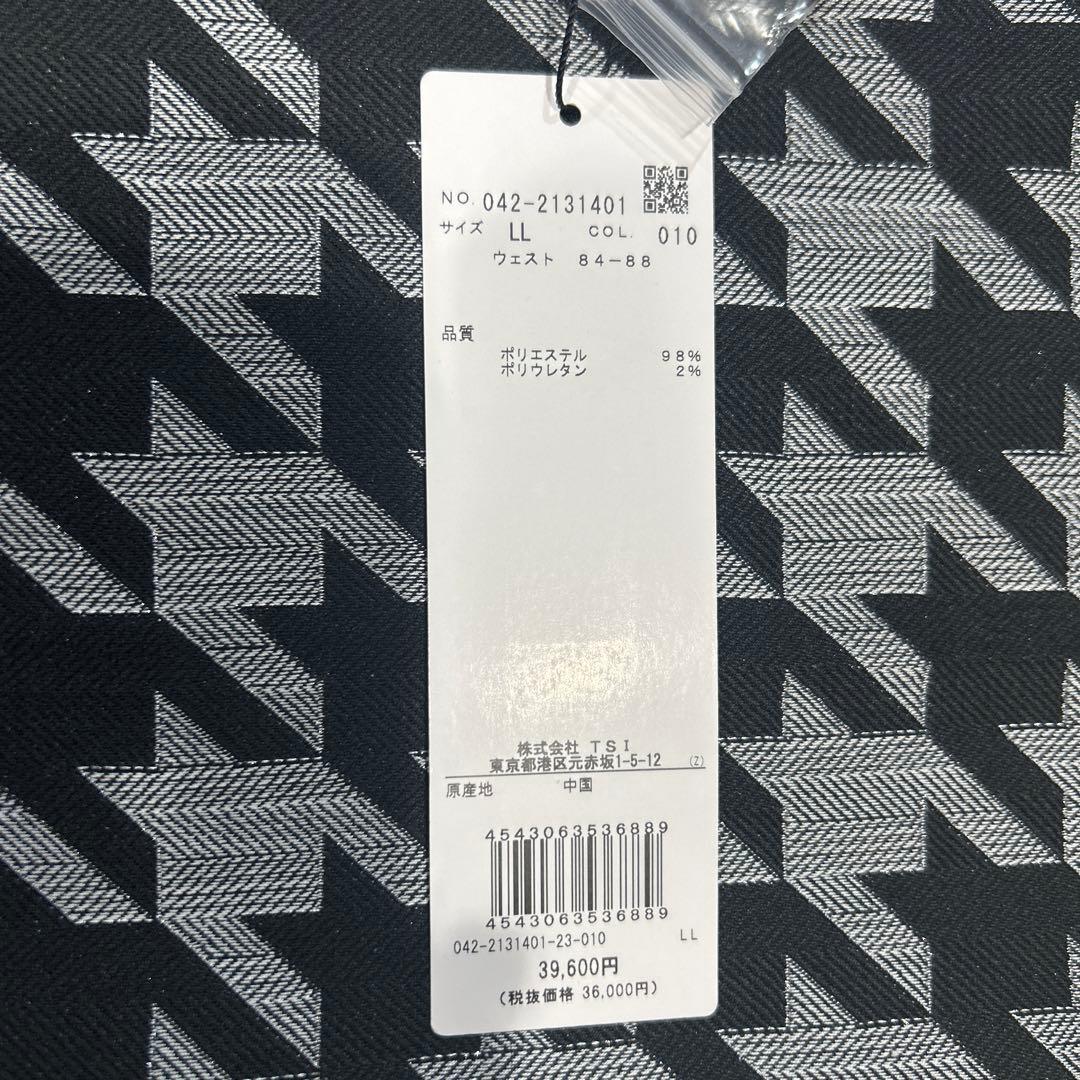 NO. 042-2131401
サイズ LL COL. 010
ウェスト 84-88
品質
ポリエステル 98%
ポリウレタン 2%
株式会社 TSI
東京都港区元赤坂1-5-12 (Z)
原産地 中国
4543063536889
4543063536889
042-2131401-23-010 LL
39,600円
(税抜価格 36,000円)